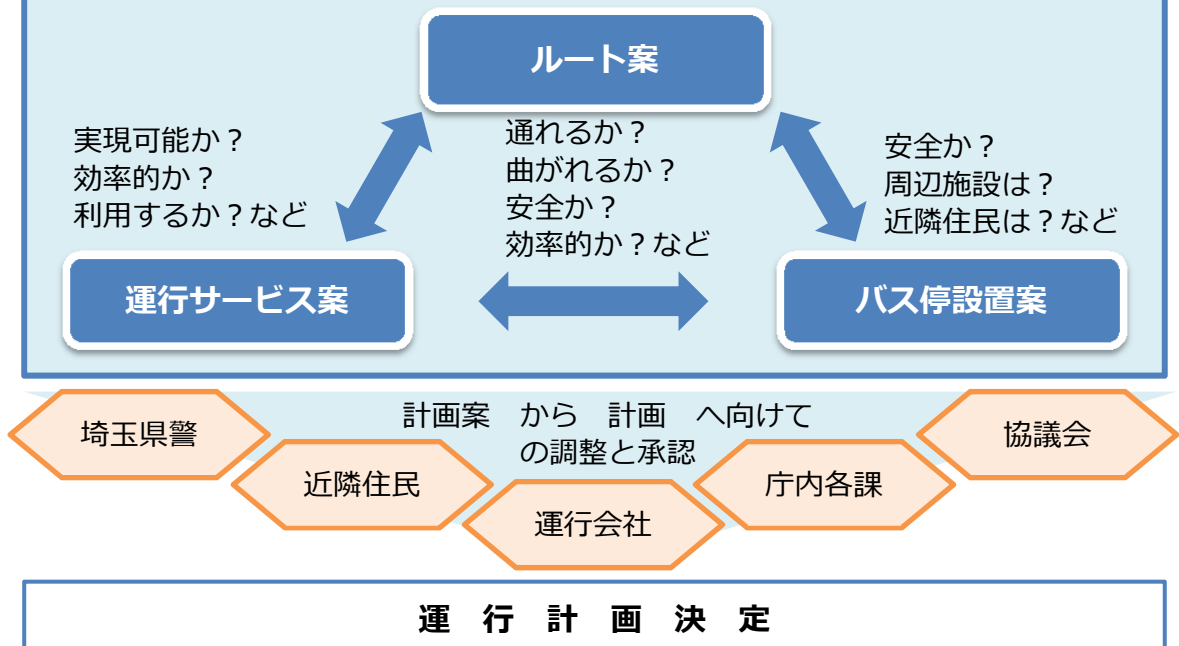 ルート案
実現可能か？
効率的か？
利用するか？など
通れるか？
曲がれるか？
安全か？
効率的か？など
安全か？
周辺施設は？
近隣住民は？など
運行サービス案
バス停設置案
計画案　から　計画　へ向けて
の調整と承認
埼玉県警
近隣住民
運行会社
庁内各課
協議会
運　行　計　画　決　定